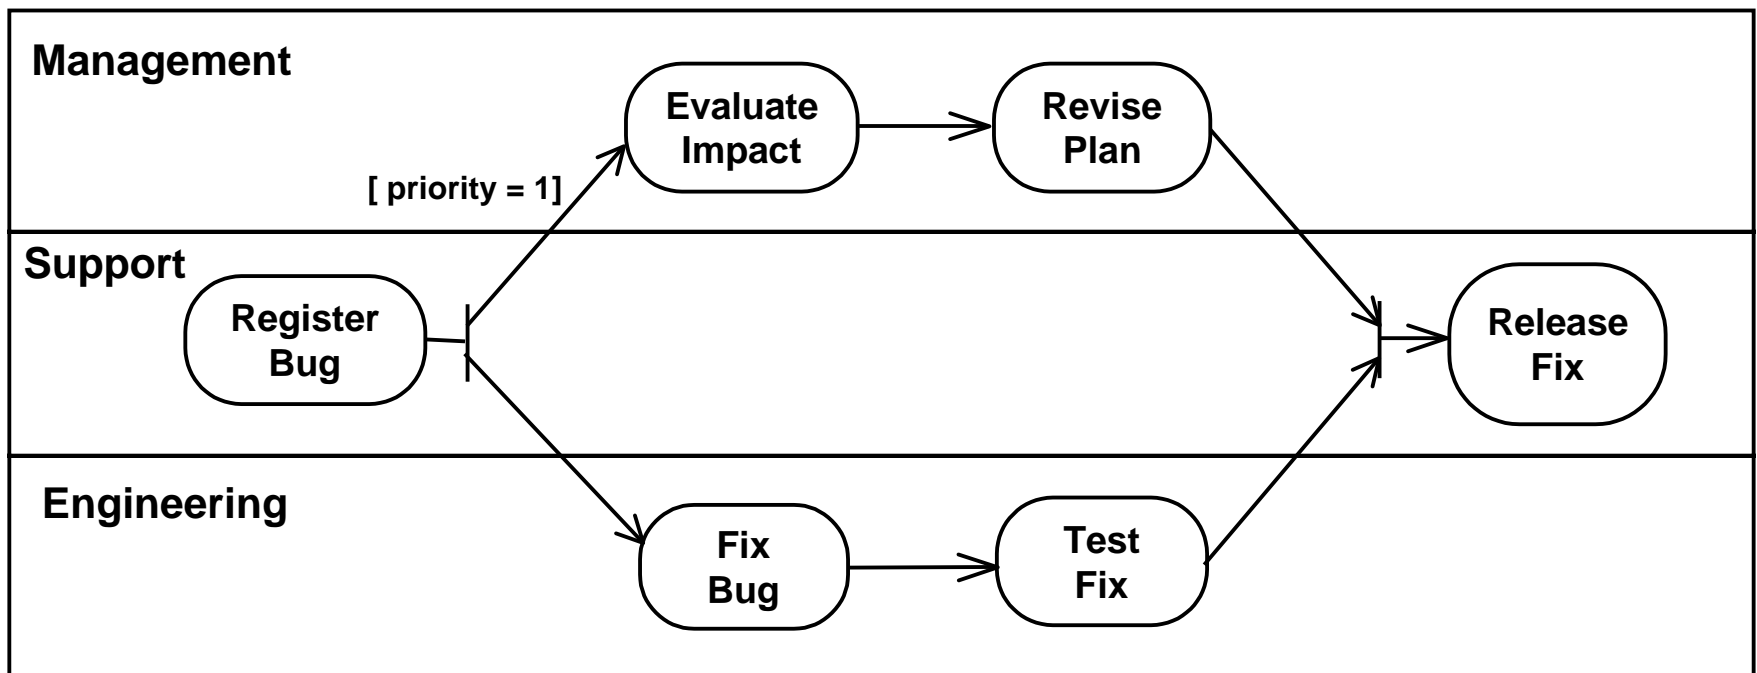 Management
Evaluate
Impact
Revise
Plan
[ priority = 1]
Support
Register
Bug
Release
Fix
Engineering
Fix
Bug
Test
Fix